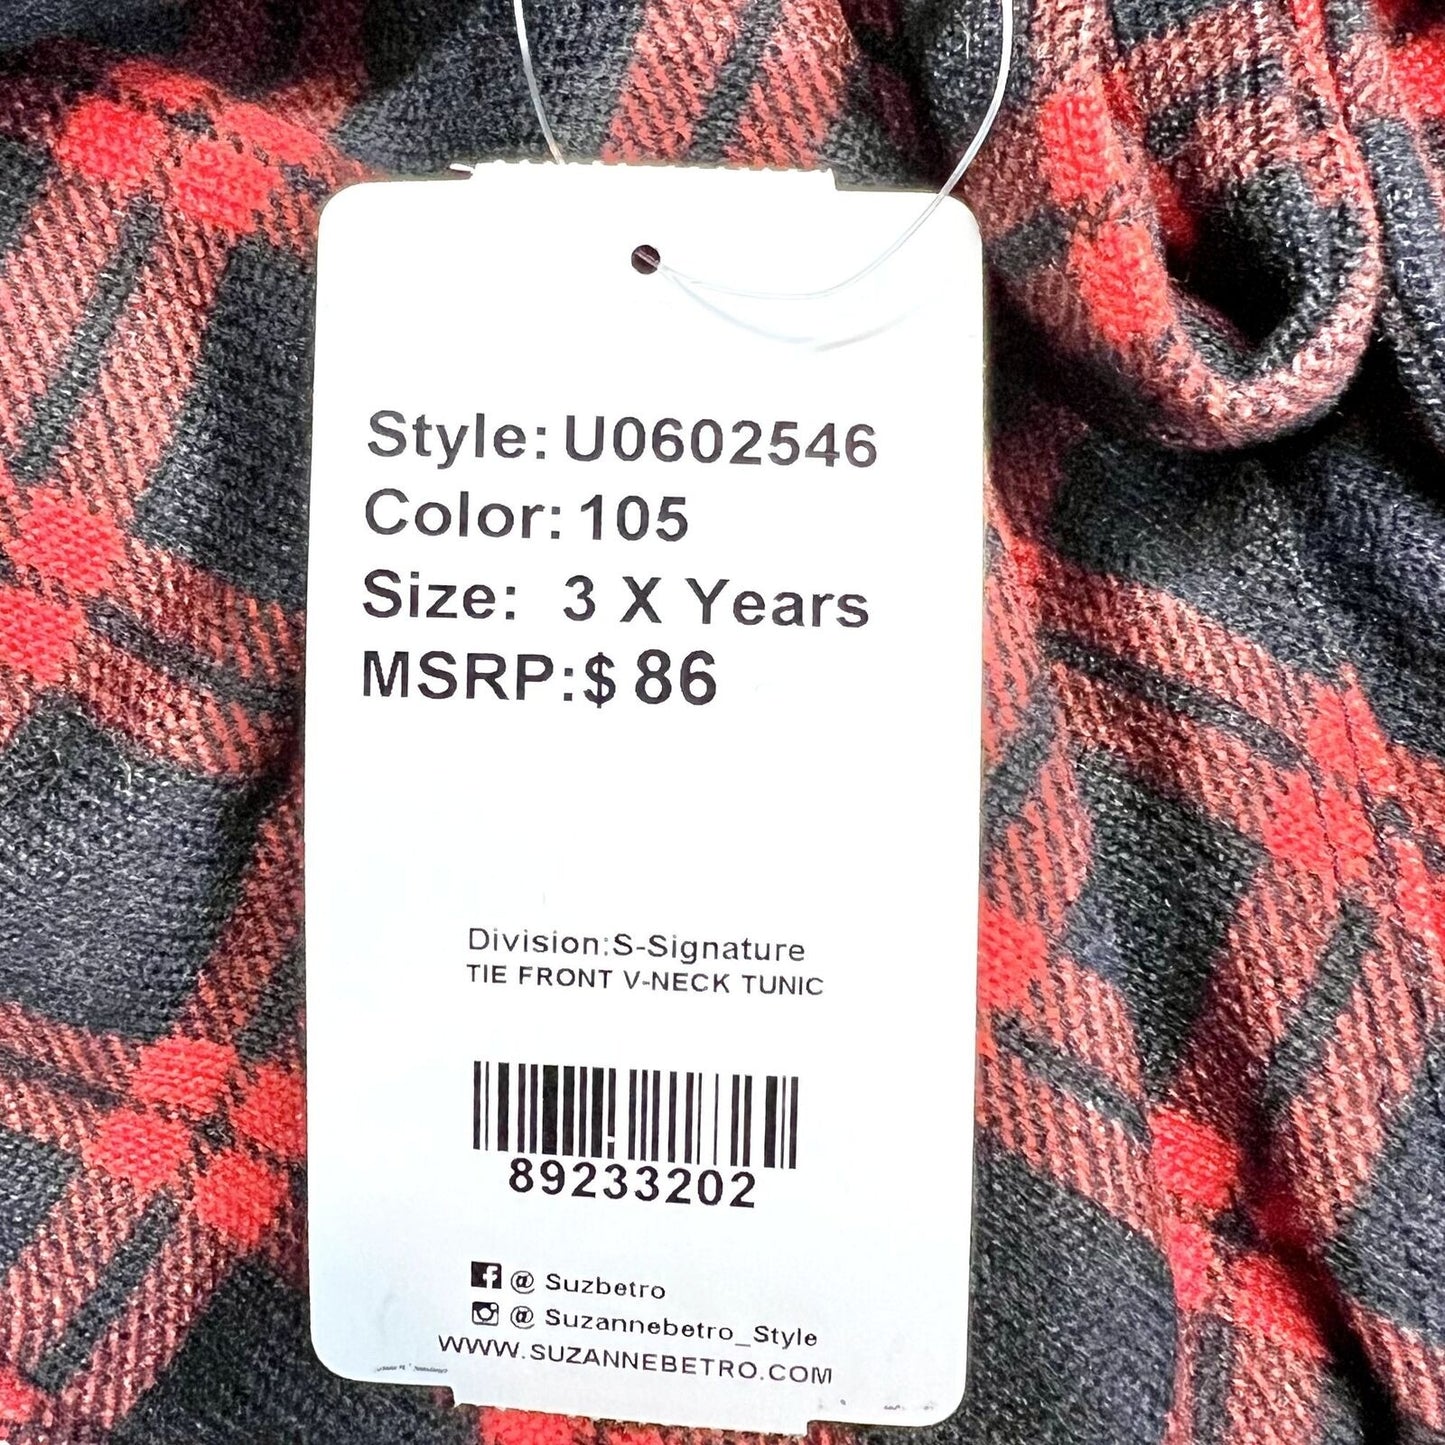 Style: U0602546
Color: 105
Size: 3 X Years
MSRP: $ 86
Division:S-Signature
TIE FRONT V-NECK TUNIC
89233202
@ Suzbetro
@ Suzannebetro_Style
WWW.SUZANNEBETRO.COM